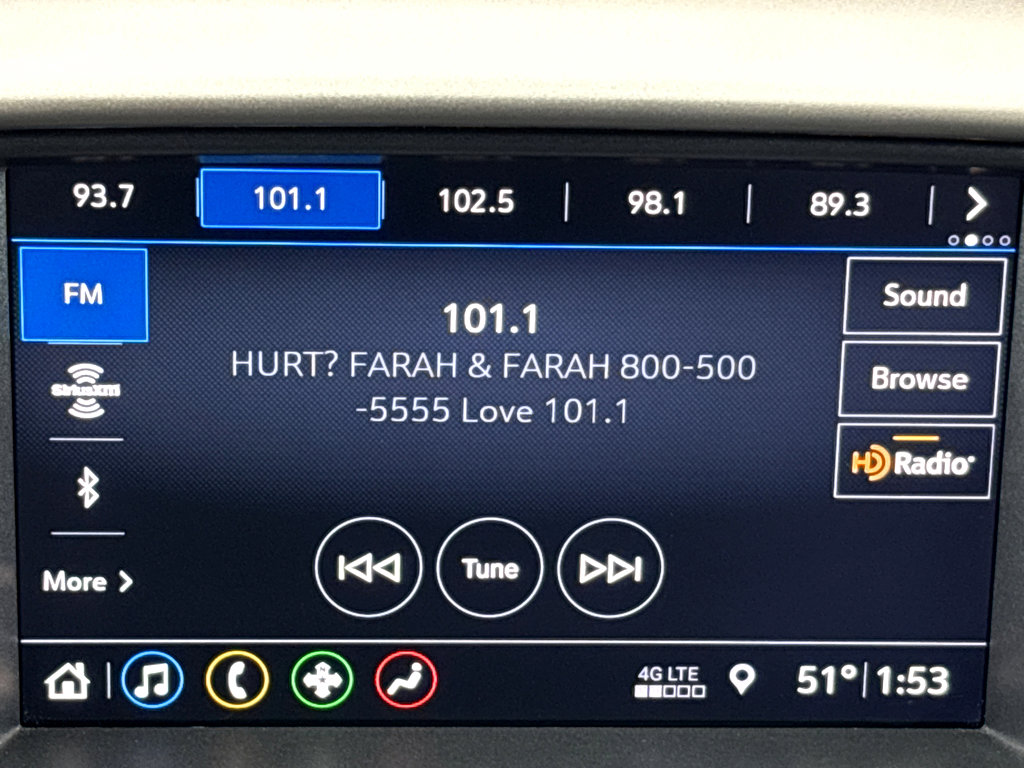 93.7 101.1 102.5 98.1 89.3
FM
SiriusXM
More
101.1
HURT? FARAH & FARAH 800-500
-5555 Love 101.1
Tune
Sound
Browse
HD Radio
4G LTE
51° 1:53